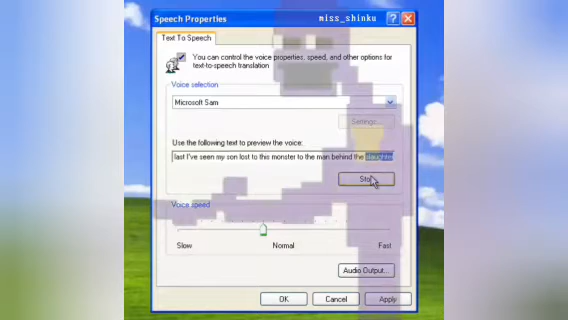 Speech Properties
miss_shinku
Text To Speech
You can control the voice properties, speed, and other options for
text-to-speech translation
Voice selection
Microsoft Sam
Settings...
Use the following text to preview the voice:
last I've seen my son lost to this monster to the man behind the slaughter
Stop
Voice speed
Slow
Normal
Fast
Audio Output...
OK
Cancel
Apply